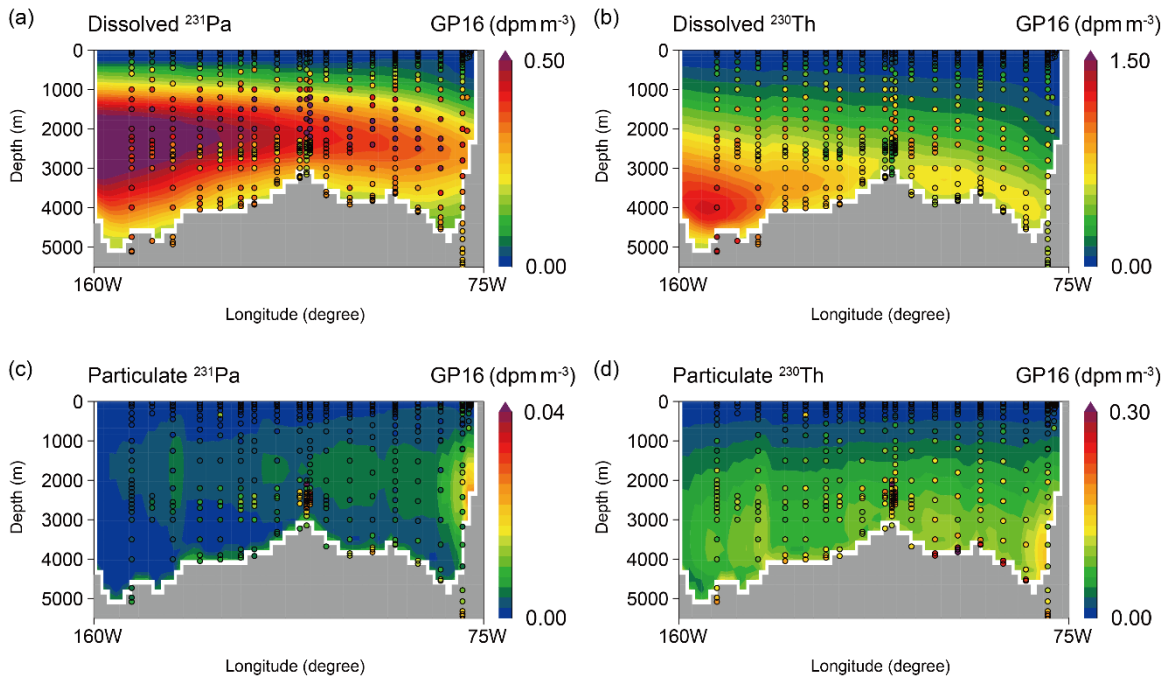 (a) Dissolved ²³¹Pa GP16 (dpm m⁻³)
0
1000
2000
3000
4000
5000
Depth (m)
0.50
0.00
160W 75W
Longitude (degree)
(b) Dissolved ²³⁰Th GP16 (dpm m⁻³)
0
1000
2000
3000
4000
5000
Depth (m)
1.50
0.00
160W 75W
Longitude (degree)
(c) Particulate ²³¹Pa GP16 (dpm m⁻³)
0
1000
2000
3000
4000
5000
Depth (m)
0.04
0.00
160W 75W
Longitude (degree)
(d) Particulate ²³⁰Th GP16 (dpm m⁻³)
0
1000
2000
3000
4000
5000
Depth (m)
0.30
0.00
160W 75W
Longitude (degree)